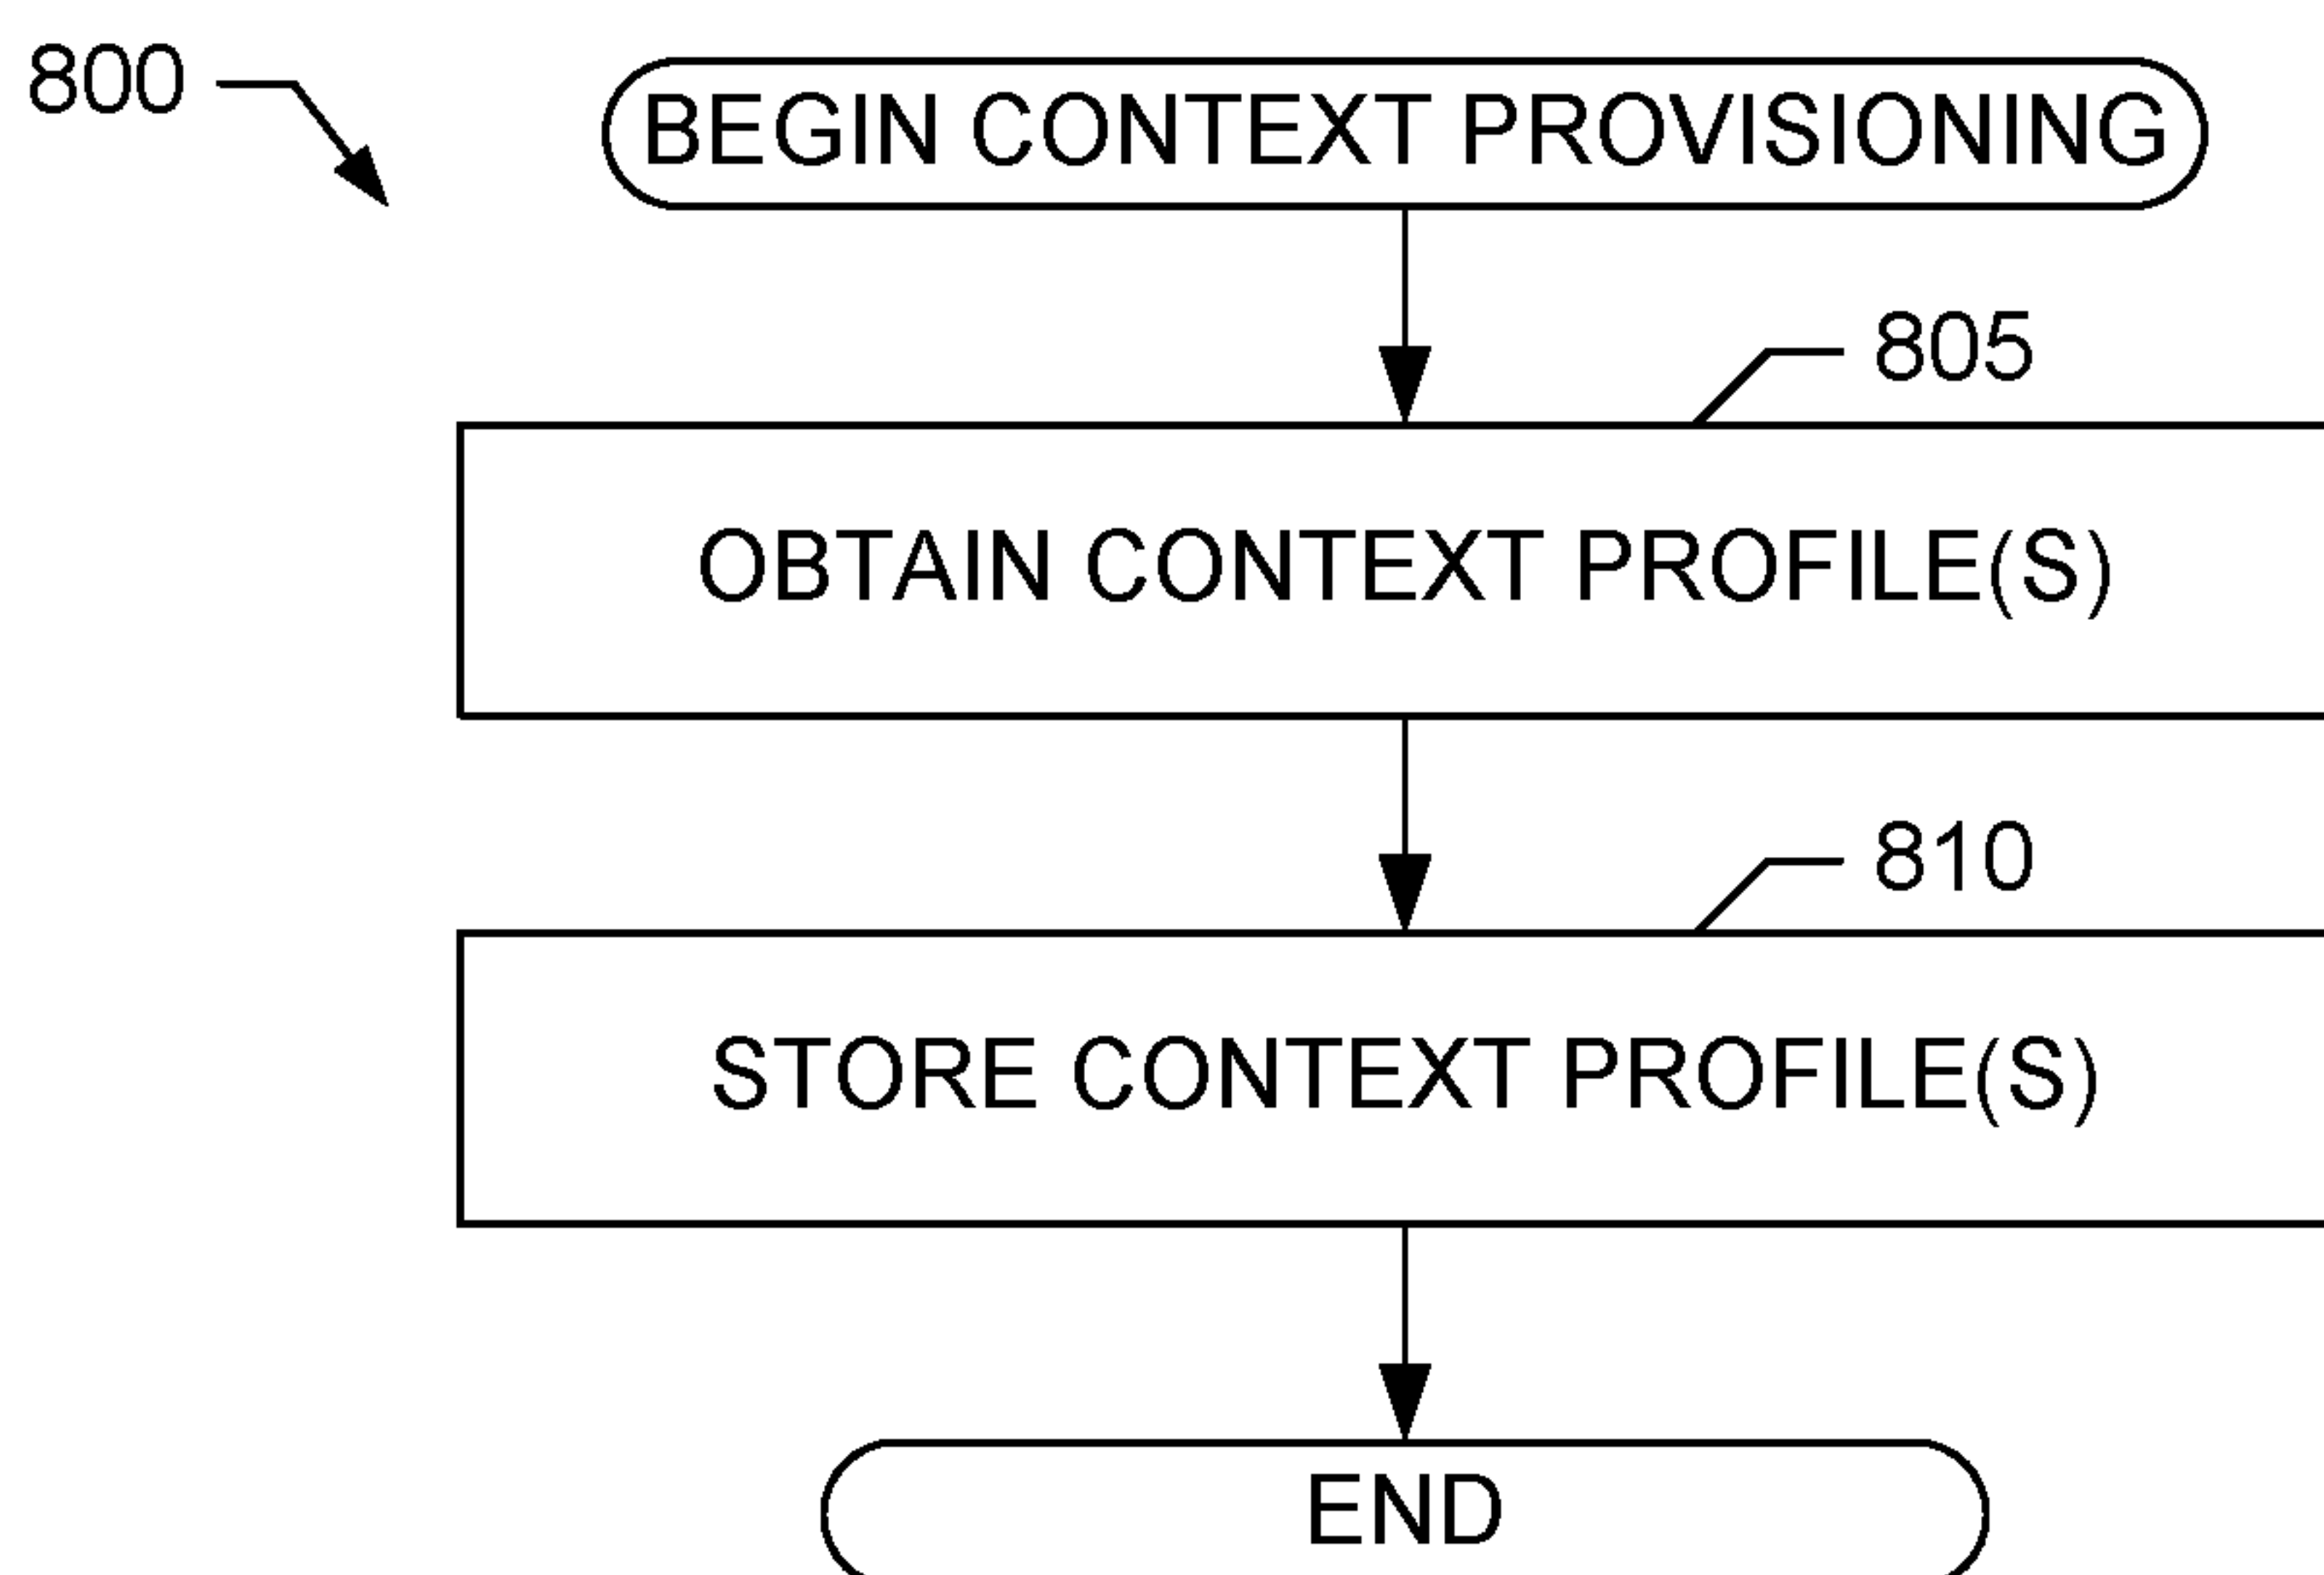 800
BEGIN CONTEXT PROVISIONING
805
OBTAIN CONTEXT PROFILE(S)
810
STORE CONTEXT PROFILE(S)
END